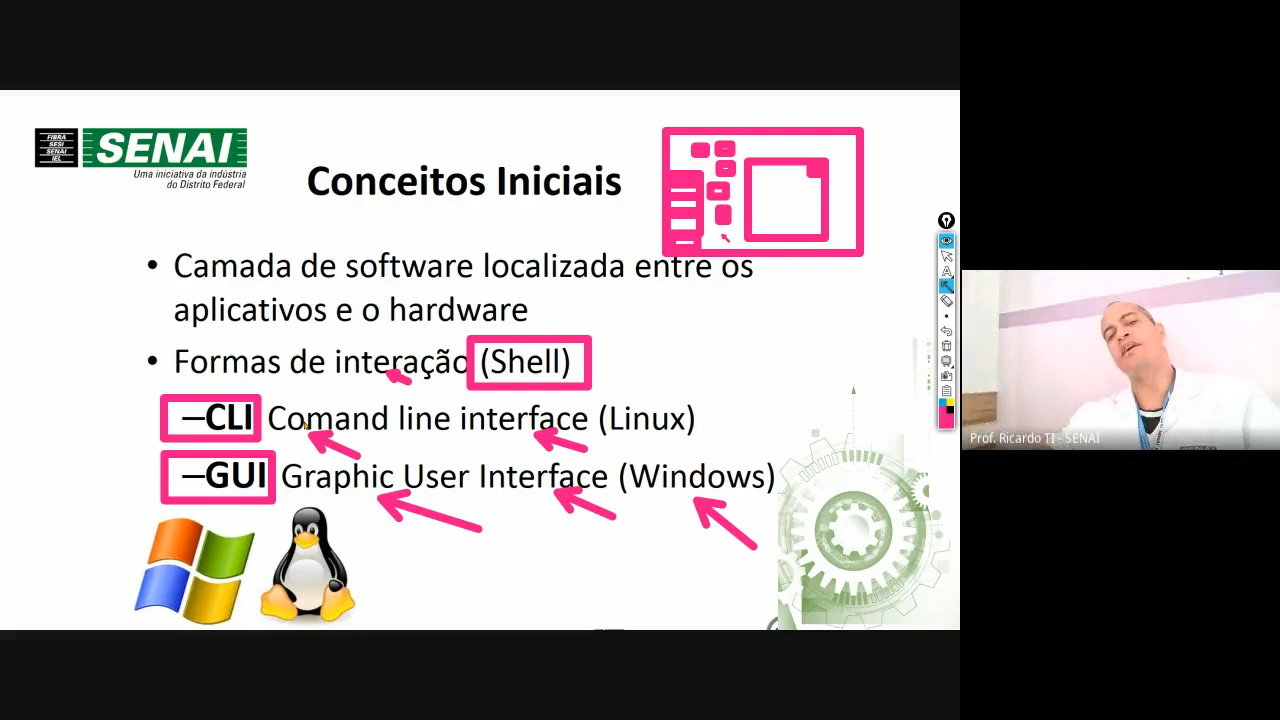 FIBRA
SESI
SENAI
IEL
SENAI
Uma iniciativa da indústria
do Distrito Federal
Conceitos Iniciais
• Camada de software localizada entre os
aplicativos e o hardware
• Formas de interação (Shell)
–CLI Comand line interface (Linux)
–GUI Graphic User Interface (Windows)
A
Prof. Ricardo TI - SENAI